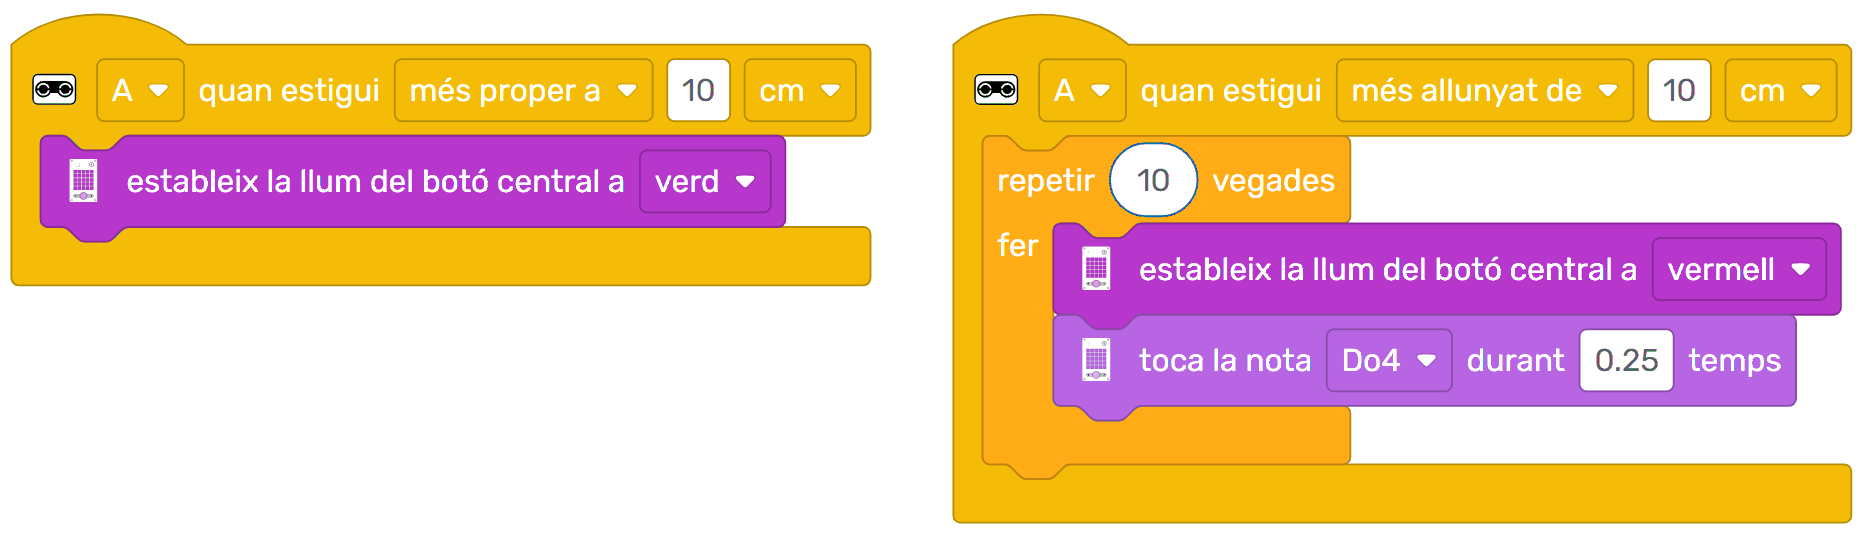 A quan estigui més proper a 10 cm
estableix la llum del botó central a verd
A quan estigui més allunyat de 10 cm
repetir 10 vegades
fer
estableix la llum del botó central a vermell
toca la nota Do4 durant 0.25 temps